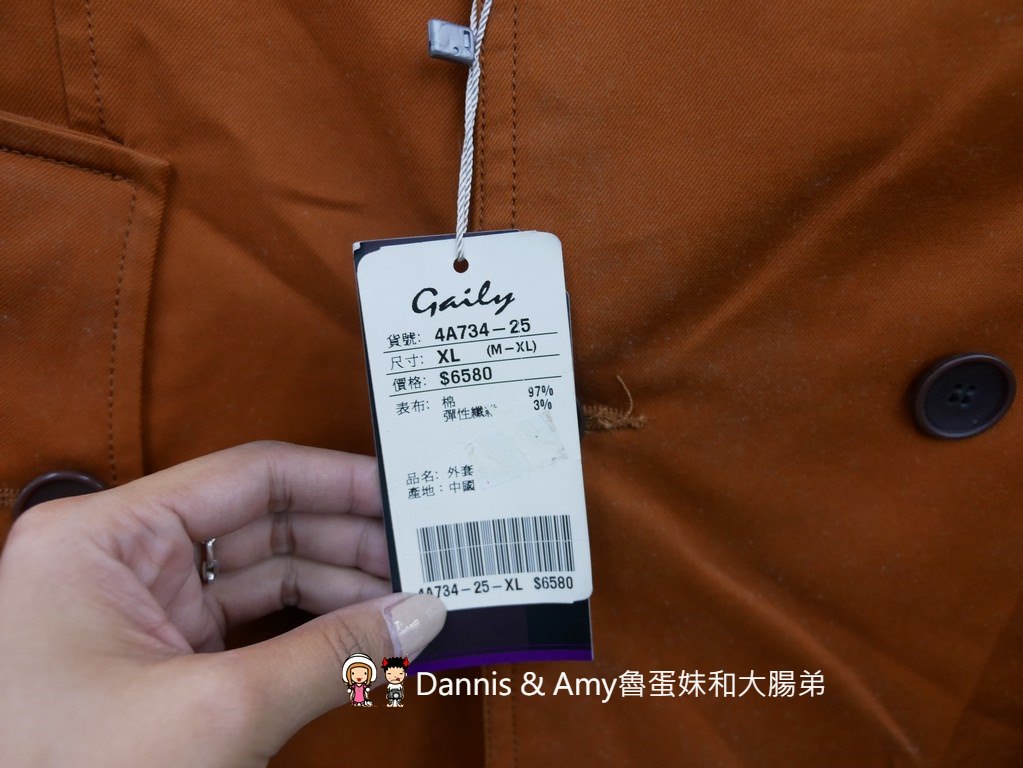 Gaily
貨號: 4A734-25
尺寸: XL (M-XL)
價格: $6580
表布: 棉 97%
彈性纖 3%
品名: 外套
產地: 中國
4A734-25-XL $6580
Dannis & Amy魯蛋妹和大腸弟